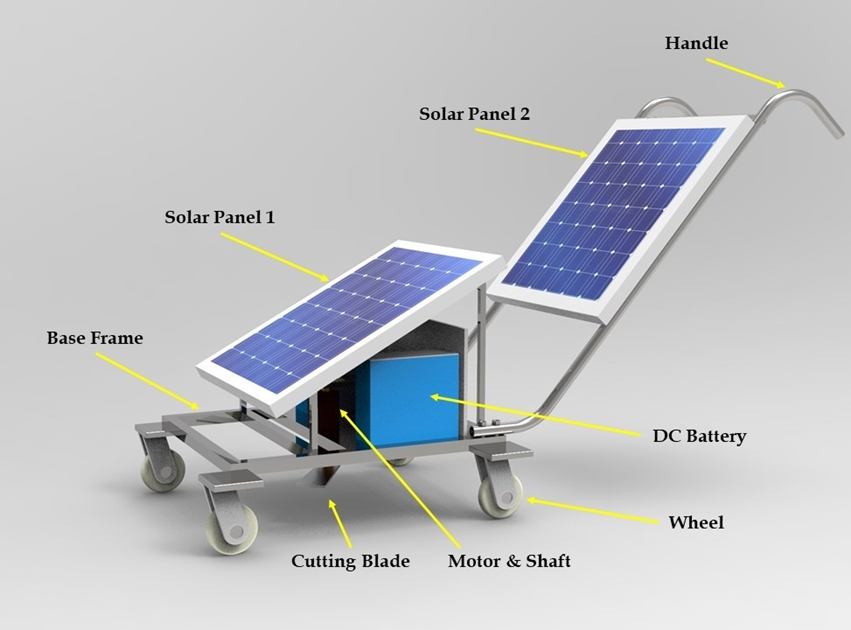 Handle
Solar Panel 2
Solar Panel 1
Base Frame
DC Battery
Wheel
Cutting Blade
Motor & Shaft